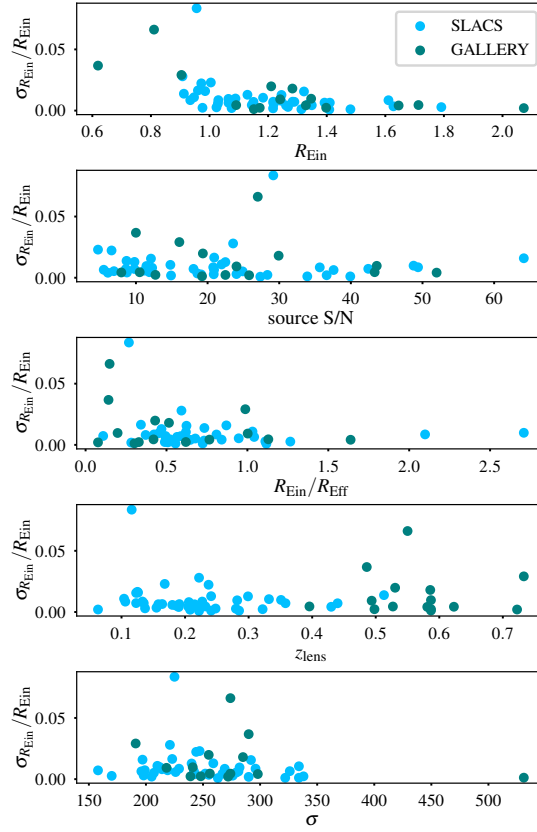 SLACS
GALLERY
σ_{R_Ein}/R_Ein
0.05
0.00
0.6 0.8 1.0 1.2 1.4 1.6 1.8 2.0
R_Ein
σ_{R_Ein}/R_Ein
0.05
0.00
10 20 30 40 50 60
source S/N
σ_{R_Ein}/R_Ein
0.05
0.00
0.0 0.5 1.0 1.5 2.0 2.5
R_Ein/R_Eff
σ_{R_Ein}/R_Ein
0.05
0.00
0.1 0.2 0.3 0.4 0.5 0.6 0.7
z_lens
σ_{R_Ein}/R_Ein
0.05
0.00
150 200 250 300 350 400 450 500
σ